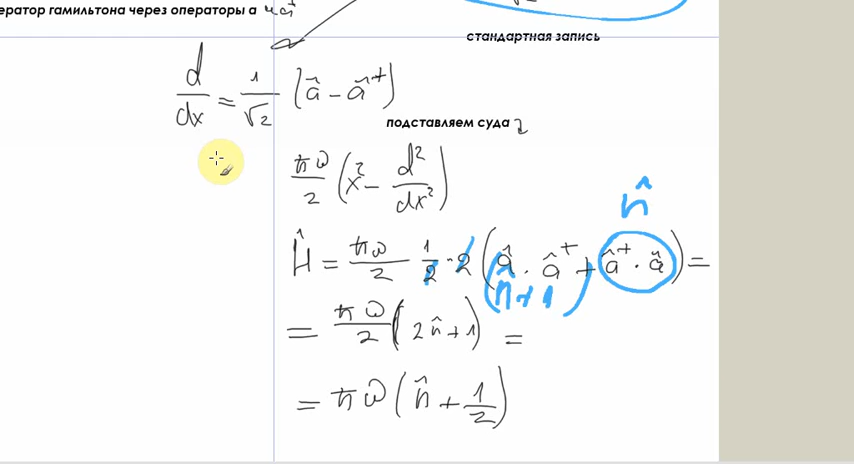 ератор гамильтона через операторы a и a⁺
стандартная запись
d/dx = 1/√2 (â − â⁺)
подставляем суда
ħω/2 (x² − d²/dx²)
n̂
Ĥ = ħω/2 · 1/2 · 2 (â · â⁺ + â⁺ · â) =
(n̂ + 1)
= ħω/2 (2n̂ + 1) =
= ħω (n̂ + 1/2)